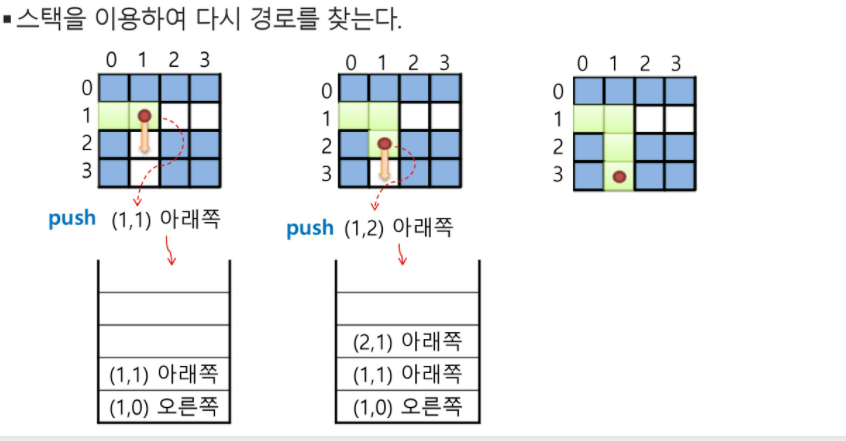 ▪스택을 이용하여 다시 경로를 찾는다.
0 1 2 3
0
1
2
3
push (1,1) 아래쪽
(1,1) 아래쪽
(1,0) 오른쪽
0 1 2 3
0
1
2
3
push (1,2) 아래쪽
(2,1) 아래쪽
(1,1) 아래쪽
(1,0) 오른쪽
0 1 2 3
0
1
2
3